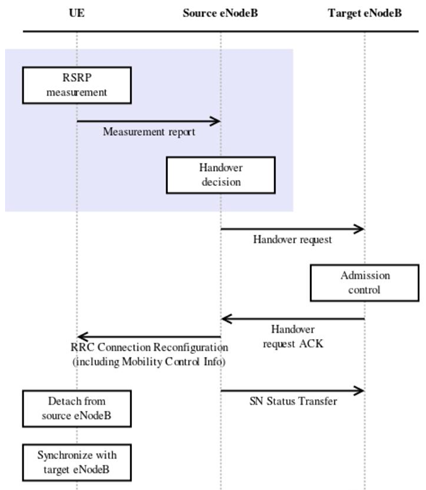 UE Source eNodeB Target eNodeB
RSRP
measurement
Measurement report
Handover
decision
Handover request
Admission
control
Handover
request ACK
RRC Connection Reconfiguration
(including Mobility Control Info)
Detach from
source eNodeB
SN Status Transfer
Synchronize with
target eNodeB